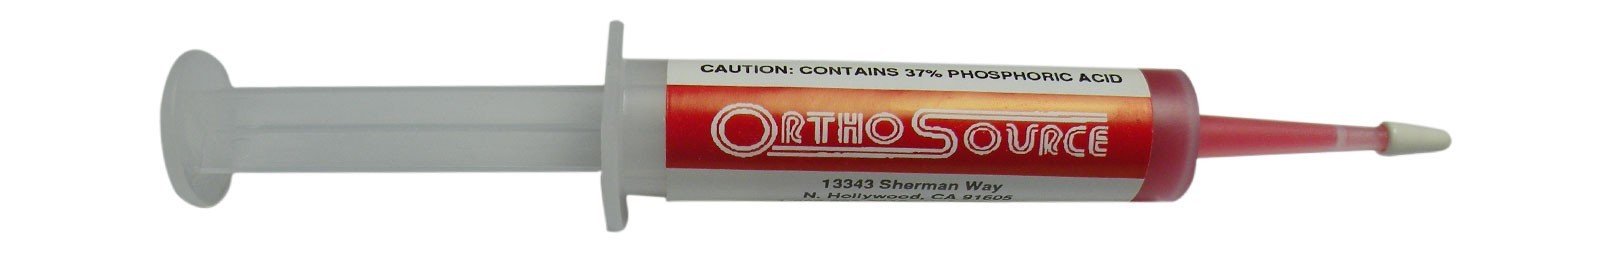 CAUTION: CONTAINS 37% PHOSPHORIC ACID
ORTHOSOURCE
13343 Sherman Way
N. Hollywood, CA 91605